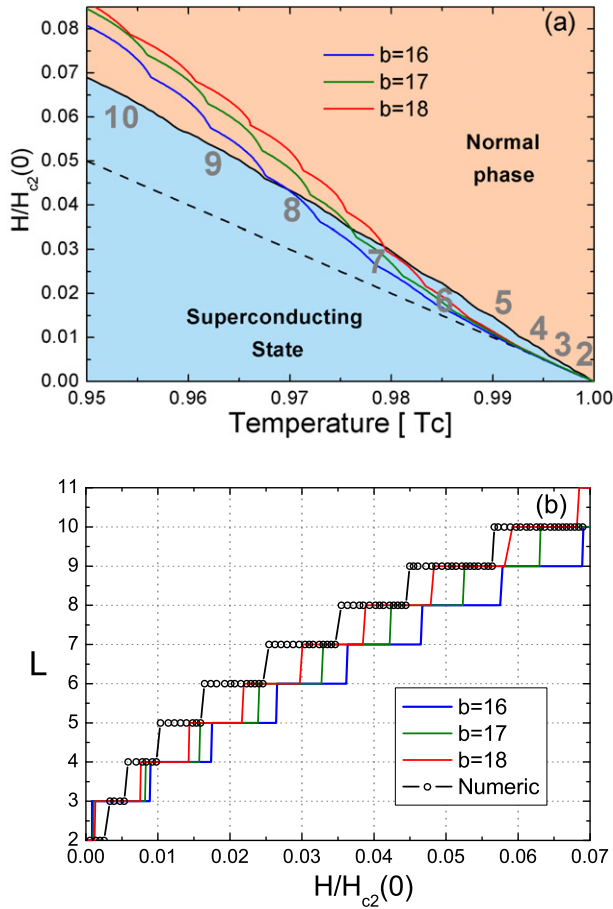 (a)
0.08
0.07
0.06
0.05
0.04
0.03
0.02
0.01
0.00
H/Hc2(0)
b=16
b=17
b=18
Normal
phase
10
9
8
7
6
5
4
3
2
Superconducting
State
0.95 0.96 0.97 0.98 0.99 1.00
Temperature [ Tc]
(b)
11
10
9
8
7
6
5
4
3
2
L
b=16
b=17
b=18
Numeric
0.00 0.01 0.02 0.03 0.04 0.05 0.06 0.07
H/Hc2(0)